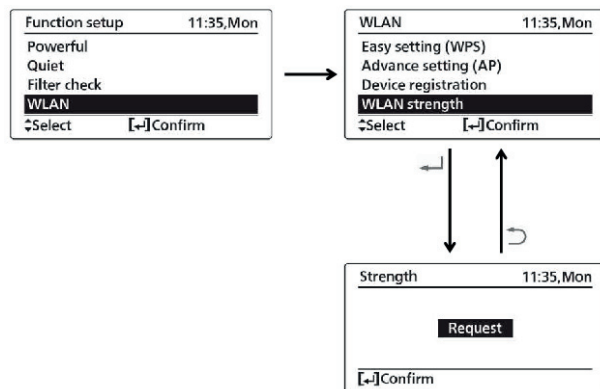 Function setup 11:35,Mon
Powerful
Quiet
Filter check
WLAN
Select [↵]Confirm
WLAN 11:35,Mon
Easy setting (WPS)
Advance setting (AP)
Device registration
WLAN strength
Select [↵]Confirm
Strength 11:35,Mon
Request
[↵]Confirm